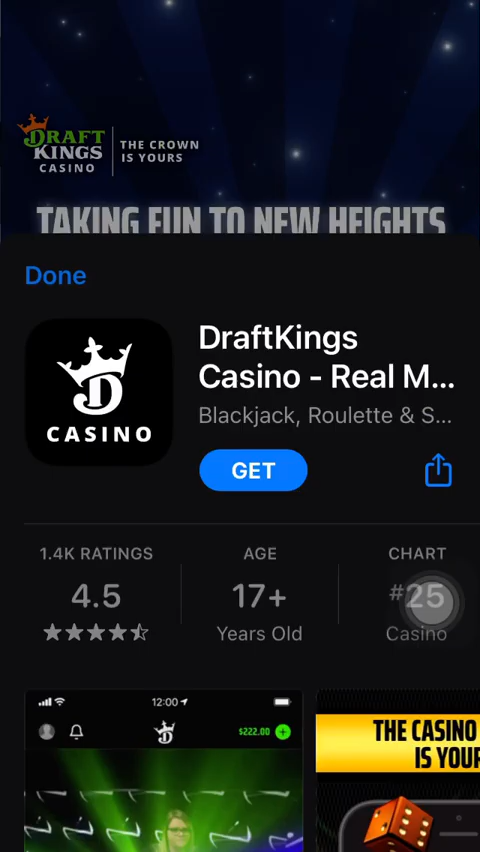 DRAFT
KINGS
CASINO
THE CROWN
IS YOURS
TAKING FUN TO NEW HEIGHTS
Done
D
CASINO
DraftKings
Casino - Real M...
Blackjack, Roulette & S...
GET
1.4K RATINGS
4.5
AGE
17+
Years Old
CHART
#25
Casino
12:00
$222.00
THE CASINO
IS YOUR